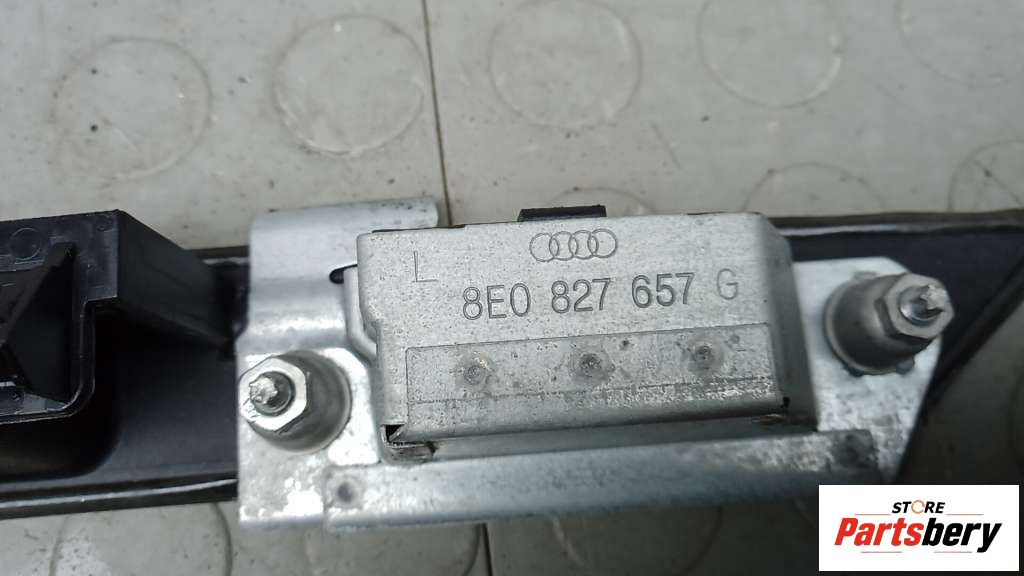 L
8E0 827 657 G
STORE
Partsbery